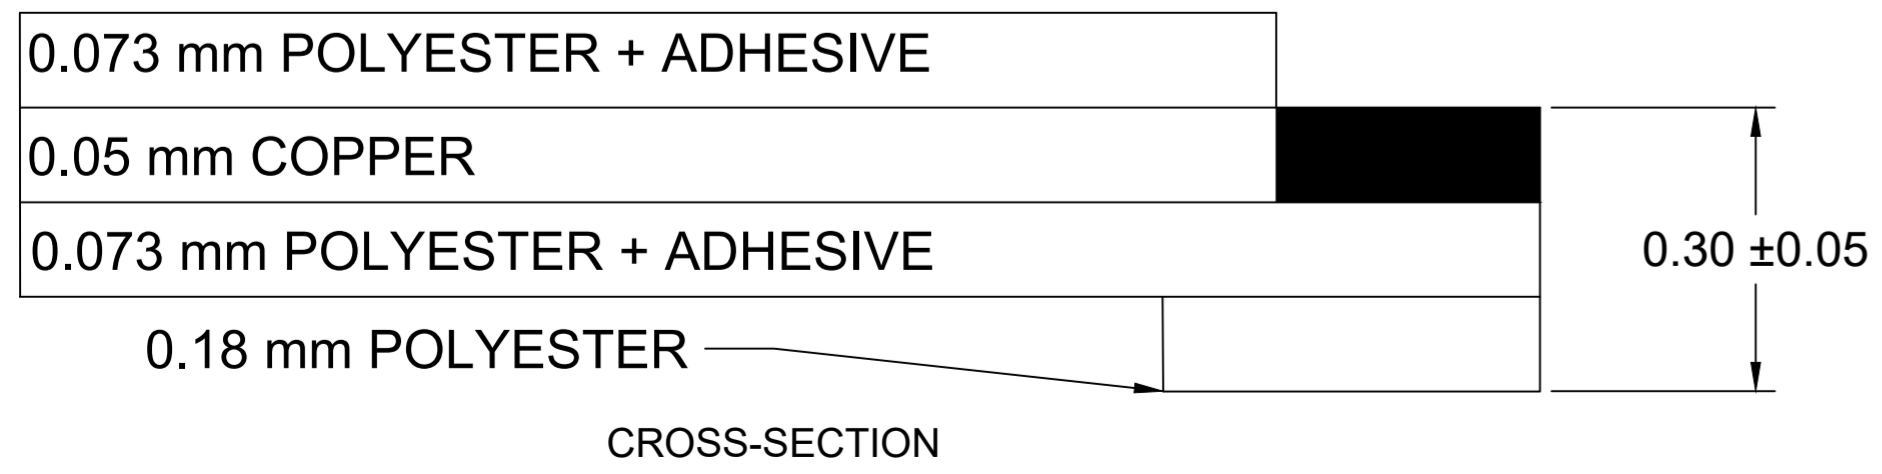 0.073 mm POLYESTER + ADHESIVE
0.05 mm COPPER
0.073 mm POLYESTER + ADHESIVE
0.30 ±0.05
0.18 mm POLYESTER
CROSS-SECTION